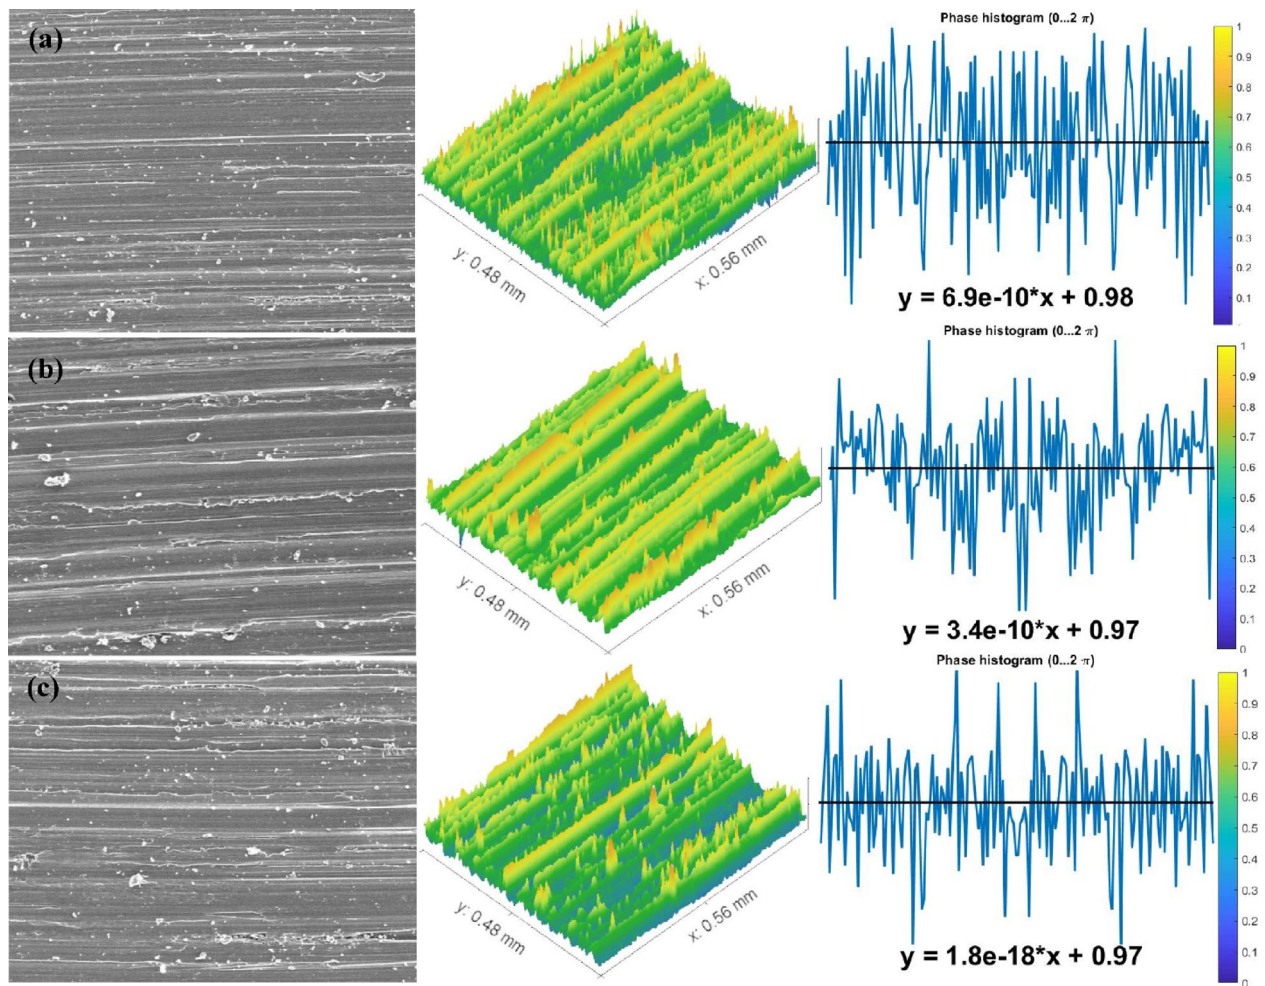 (a)
y: 0.48 mm
x: 0.56 mm
Phase histogram (0...2 π)
y = 6.9e-10*x + 0.98
1
0.9
0.8
0.7
0.6
0.5
0.4
0.3
0.2
0.1
(b)
y: 0.48 mm
x: 0.56 mm
Phase histogram (0...2 π)
y = 3.4e-10*x + 0.97
1
0.9
0.8
0.7
0.6
0.5
0.4
0.3
0.2
0.1
0
(c)
y: 0.48 mm
x: 0.56 mm
Phase histogram (0...2 π)
y = 1.8e-18*x + 0.97
1
0.9
0.8
0.7
0.6
0.5
0.4
0.3
0.2
0.1
0